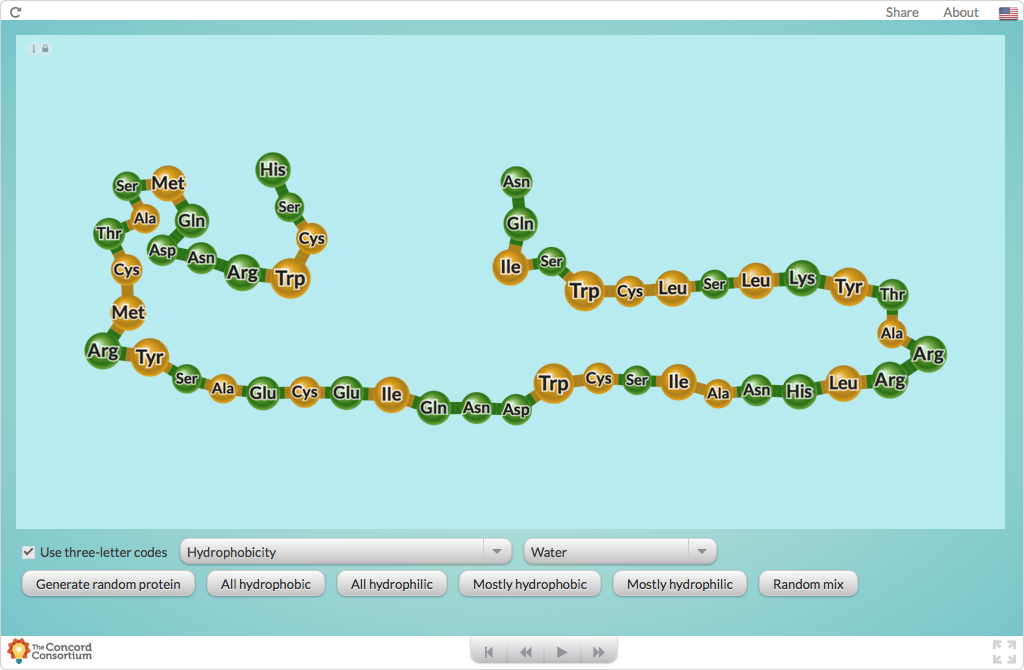 Share About
His
Asn
Ser Met
Ser
Ala Gln
Gln
Thr
Cys
Asp Asn
Ile Ser
Cys
Arg Trp
Trp Cys Leu Ser Leu Lys Tyr Thr
Met
Ala
Arg Tyr
Arg
Ser Ala Glu Cys Glu Ile Gln Asn Asp Trp Cys Ser Ile Ala Asn His Leu Arg
Use three-letter codes Hydrophobicity Water
Generate random protein All hydrophobic All hydrophilic Mostly hydrophobic Mostly hydrophilic Random mix
The Concord
Consortium